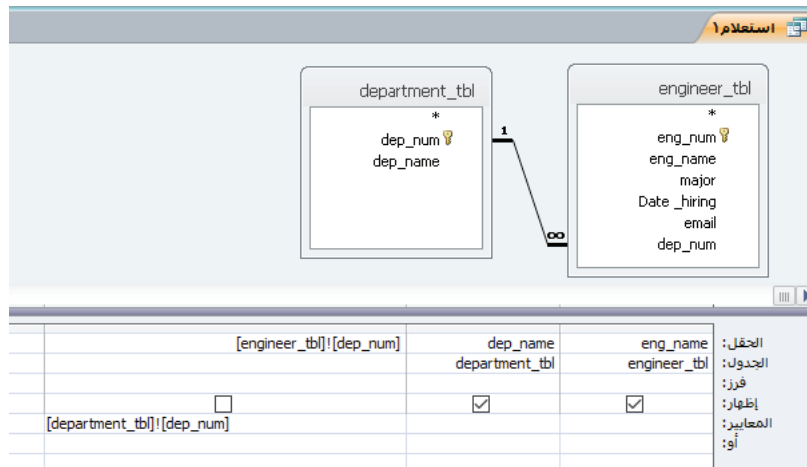 استعلام١
engineer_tbl
*
eng_num
eng_name
major
Date _hiring
email
dep_num
department_tbl
*
dep_num
dep_name
1
∞
الحقل: eng_name dep_name [engineer_tbl]![dep_num]
الجدول: engineer_tbl department_tbl
فرز:
إظهار:
المعايير: [department_tbl]![dep_num]
أو: